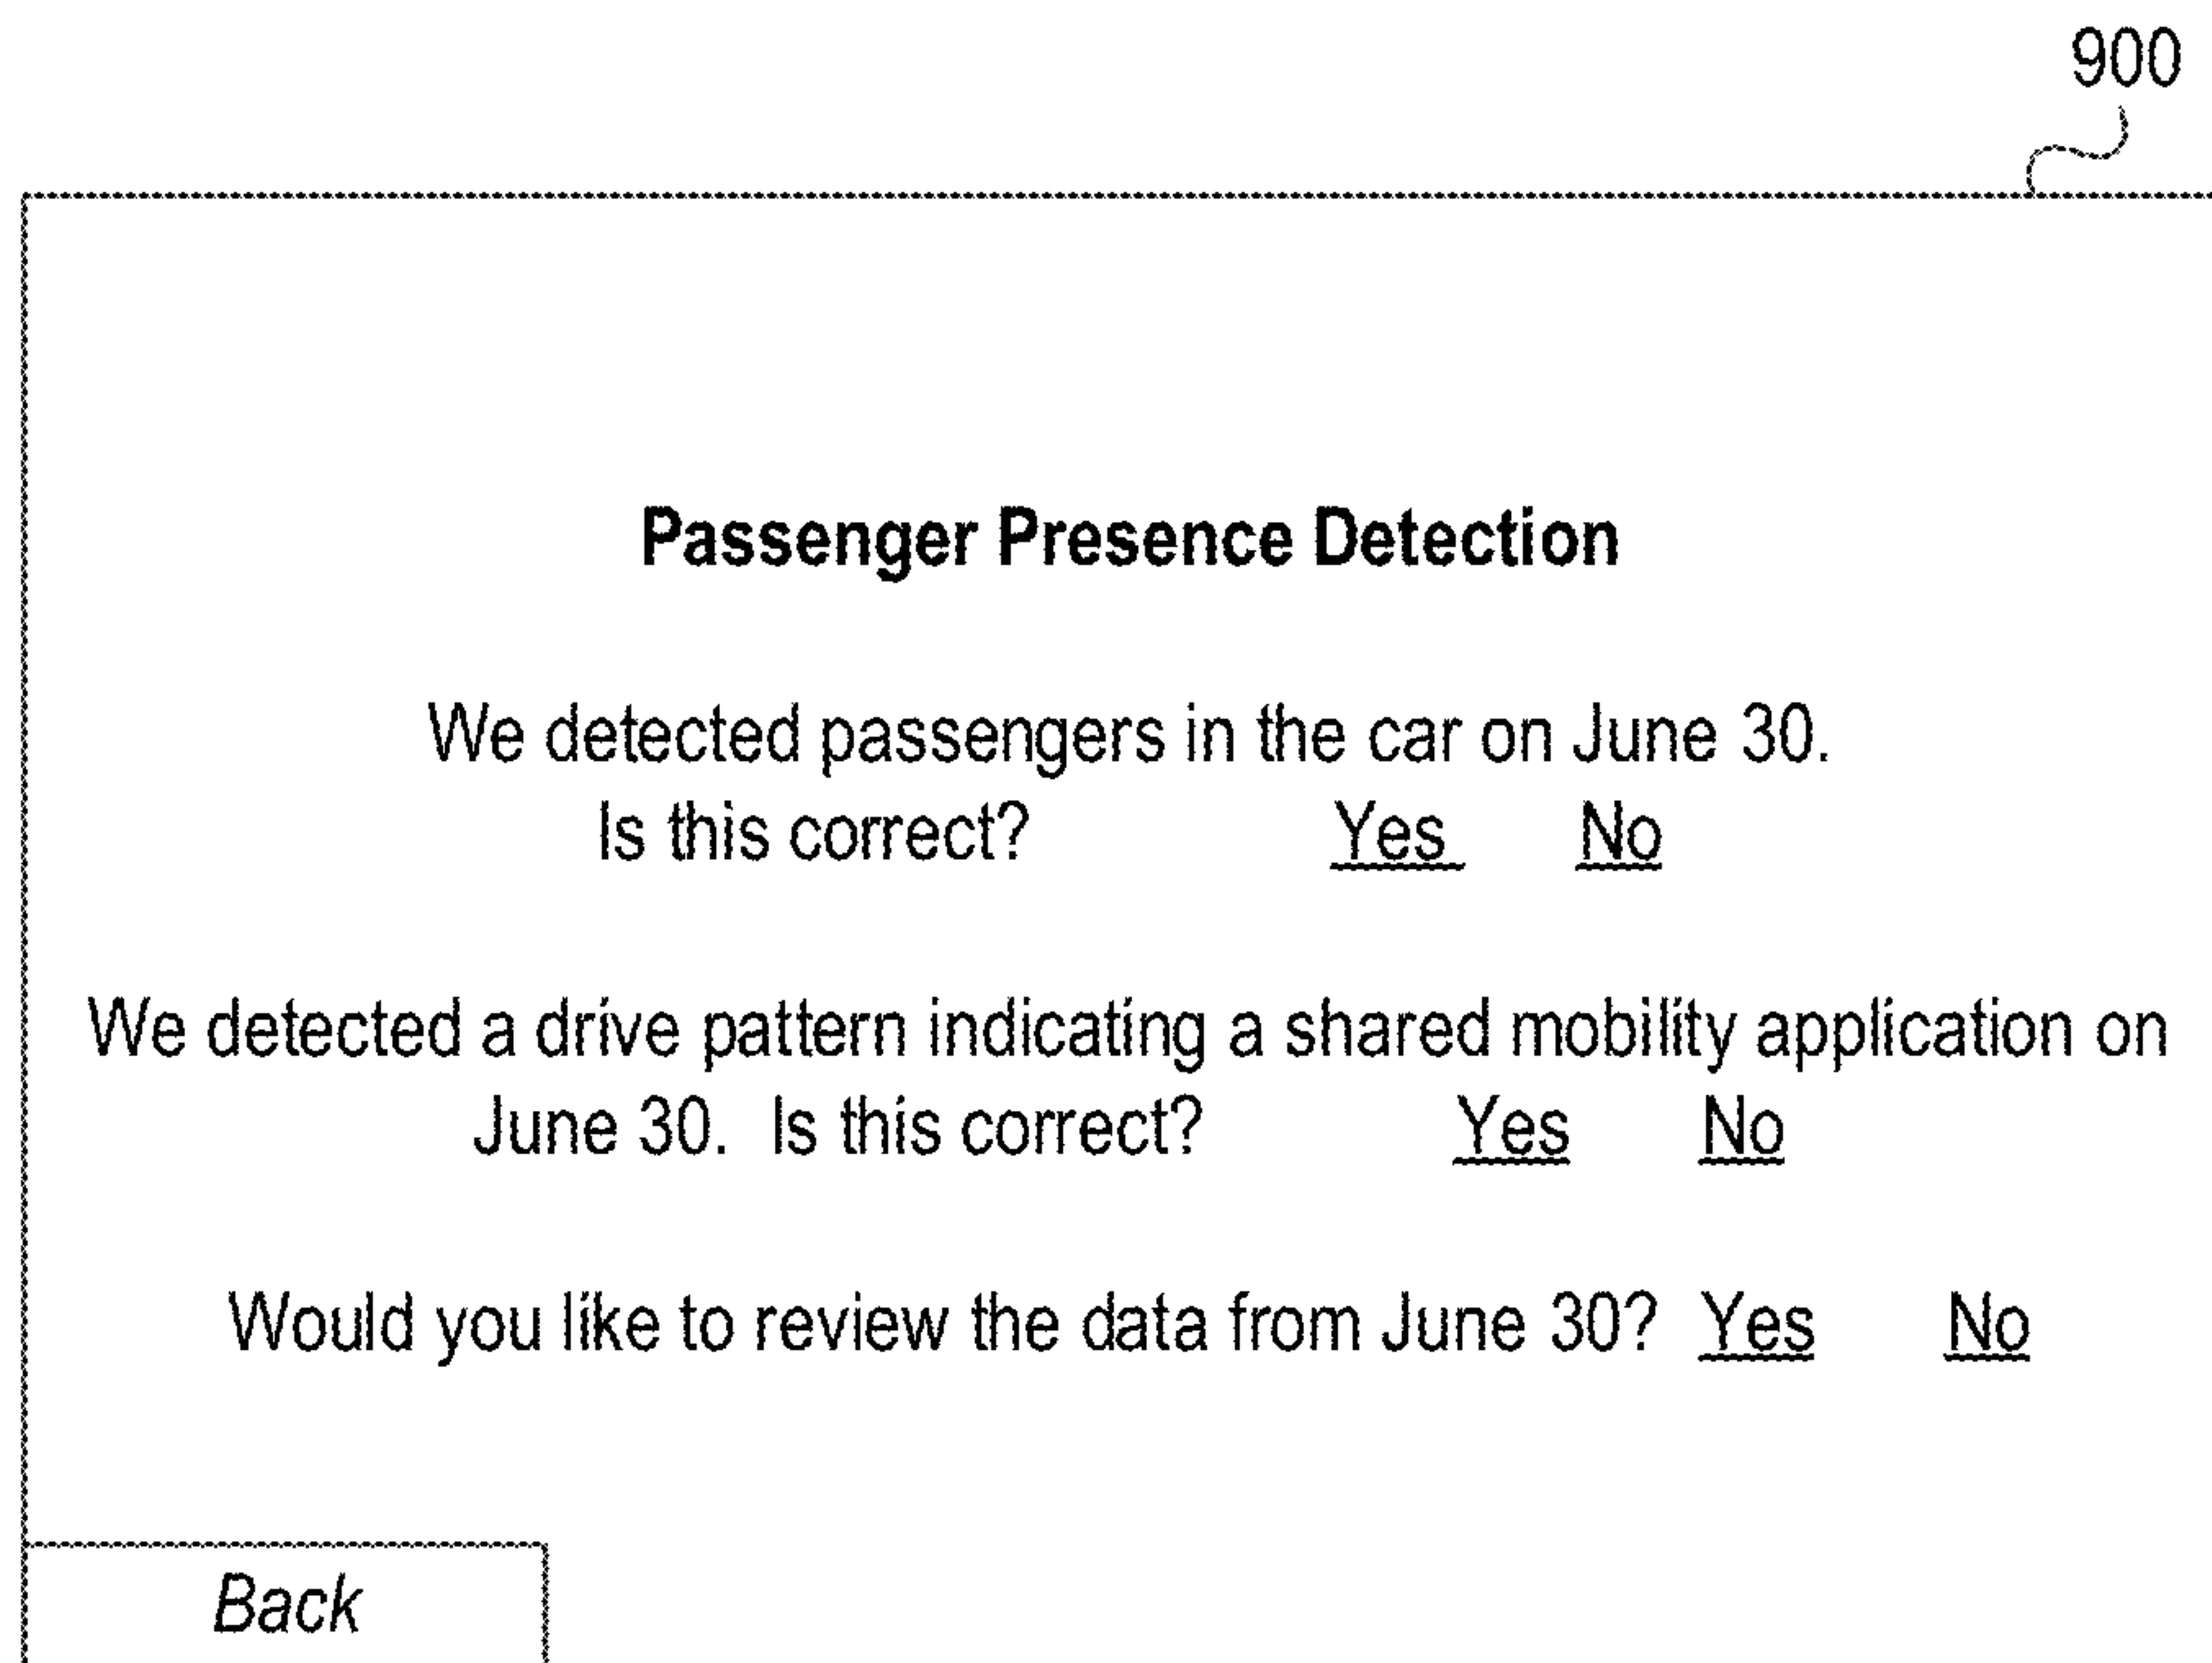 900
Passenger Presence Detection
We detected passengers in the car on June 30.
Is this correct? Yes No
We detected a drive pattern indicating a shared mobility application on
June 30. Is this correct? Yes No
Would you like to review the data from June 30? Yes No
Back